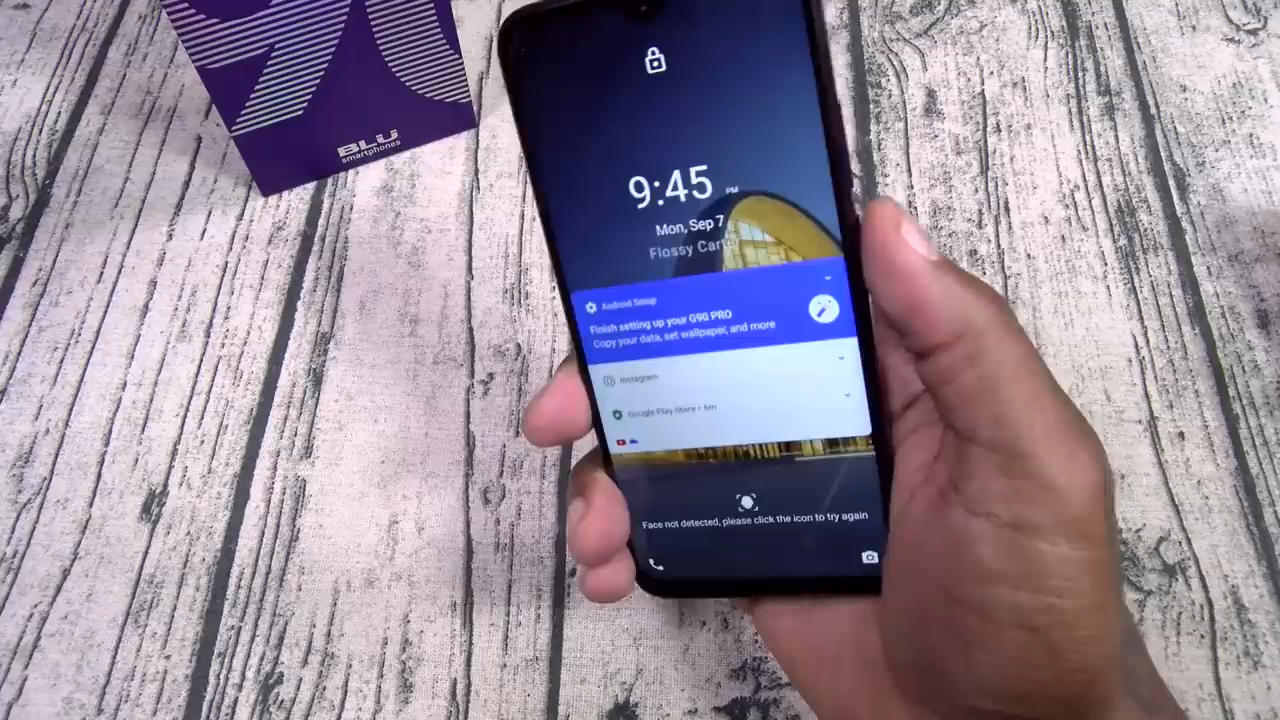 90
BLU
smartphones
9:45 PM
Mon, Sep 7
Flossy Carter
Android Setup
Finish setting up your G90 PRO
Copy your data, set wallpaper, and more
Instagram
Google Play Store • 6m
Face not detected, please click the icon to try again